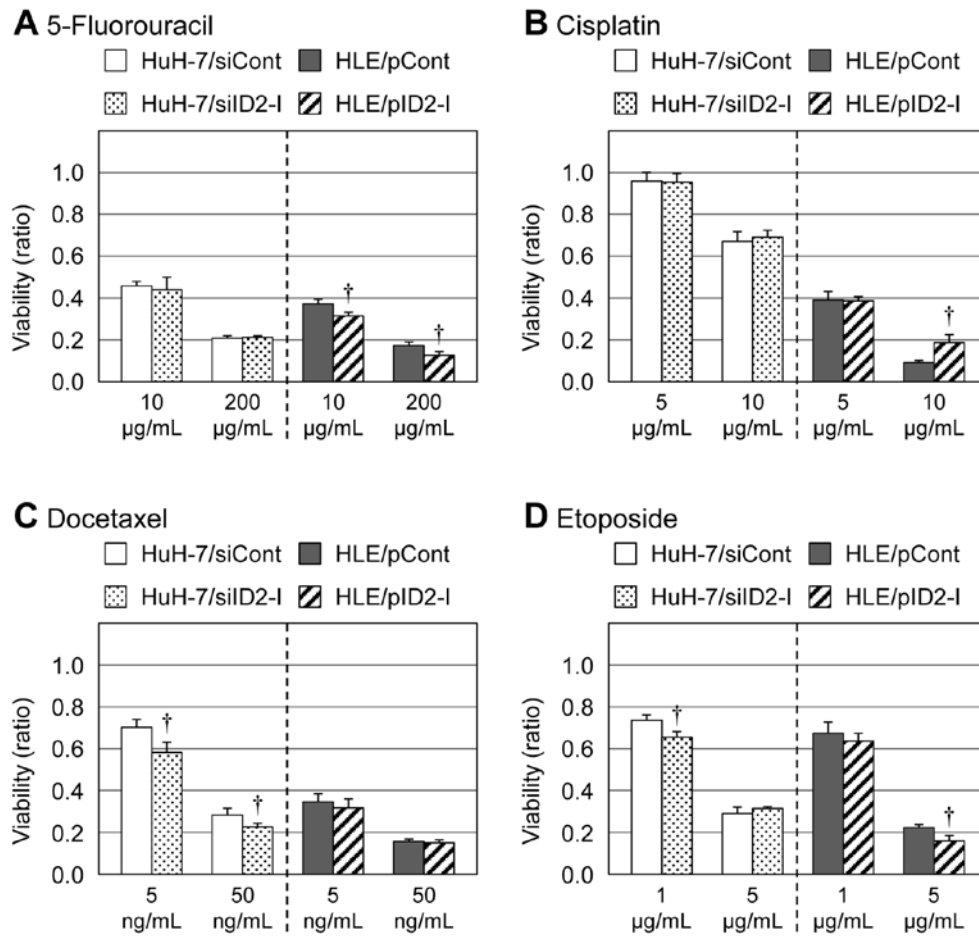 A 5-Fluorouracil
HuH-7/siCont HLE/pCont
HuH-7/siID2-I HLE/pID2-I
Viability (ratio)
1.0
0.8
0.6
0.4
0.2
0.0
† †
10 200 10 200
µg/mL µg/mL µg/mL µg/mL
B Cisplatin
HuH-7/siCont HLE/pCont
HuH-7/siID2-I HLE/pID2-I
Viability (ratio)
1.0
0.8
0.6
0.4
0.2
0.0
†
5 10 5 10
µg/mL µg/mL µg/mL µg/mL
C Docetaxel
HuH-7/siCont HLE/pCont
HuH-7/siID2-I HLE/pID2-I
Viability (ratio)
1.0
0.8
0.6
0.4
0.2
0.0
† †
5 50 5 50
ng/mL ng/mL ng/mL ng/mL
D Etoposide
HuH-7/siCont HLE/pCont
HuH-7/siID2-I HLE/pID2-I
Viability (ratio)
1.0
0.8
0.6
0.4
0.2
0.0
† †
1 5 1 5
µg/mL µg/mL µg/mL µg/mL